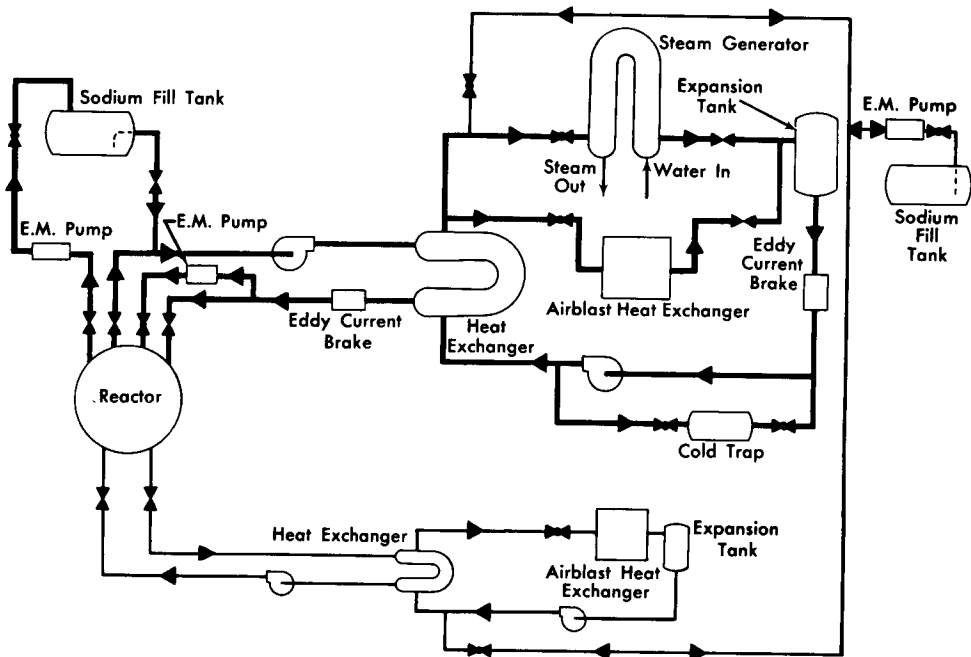 Steam Generator
Sodium Fill Tank
Expansion
Tank
E.M. Pump
Steam
Out
Water In
Sodium
Fill
Tank
E.M. Pump
E.M. Pump
Eddy
Current
Brake
Airblast Heat Exchanger
Eddy Current
Brake
Heat
Exchanger
Reactor
Cold Trap
Heat Exchanger
Expansion
Tank
Airblast Heat
Exchanger